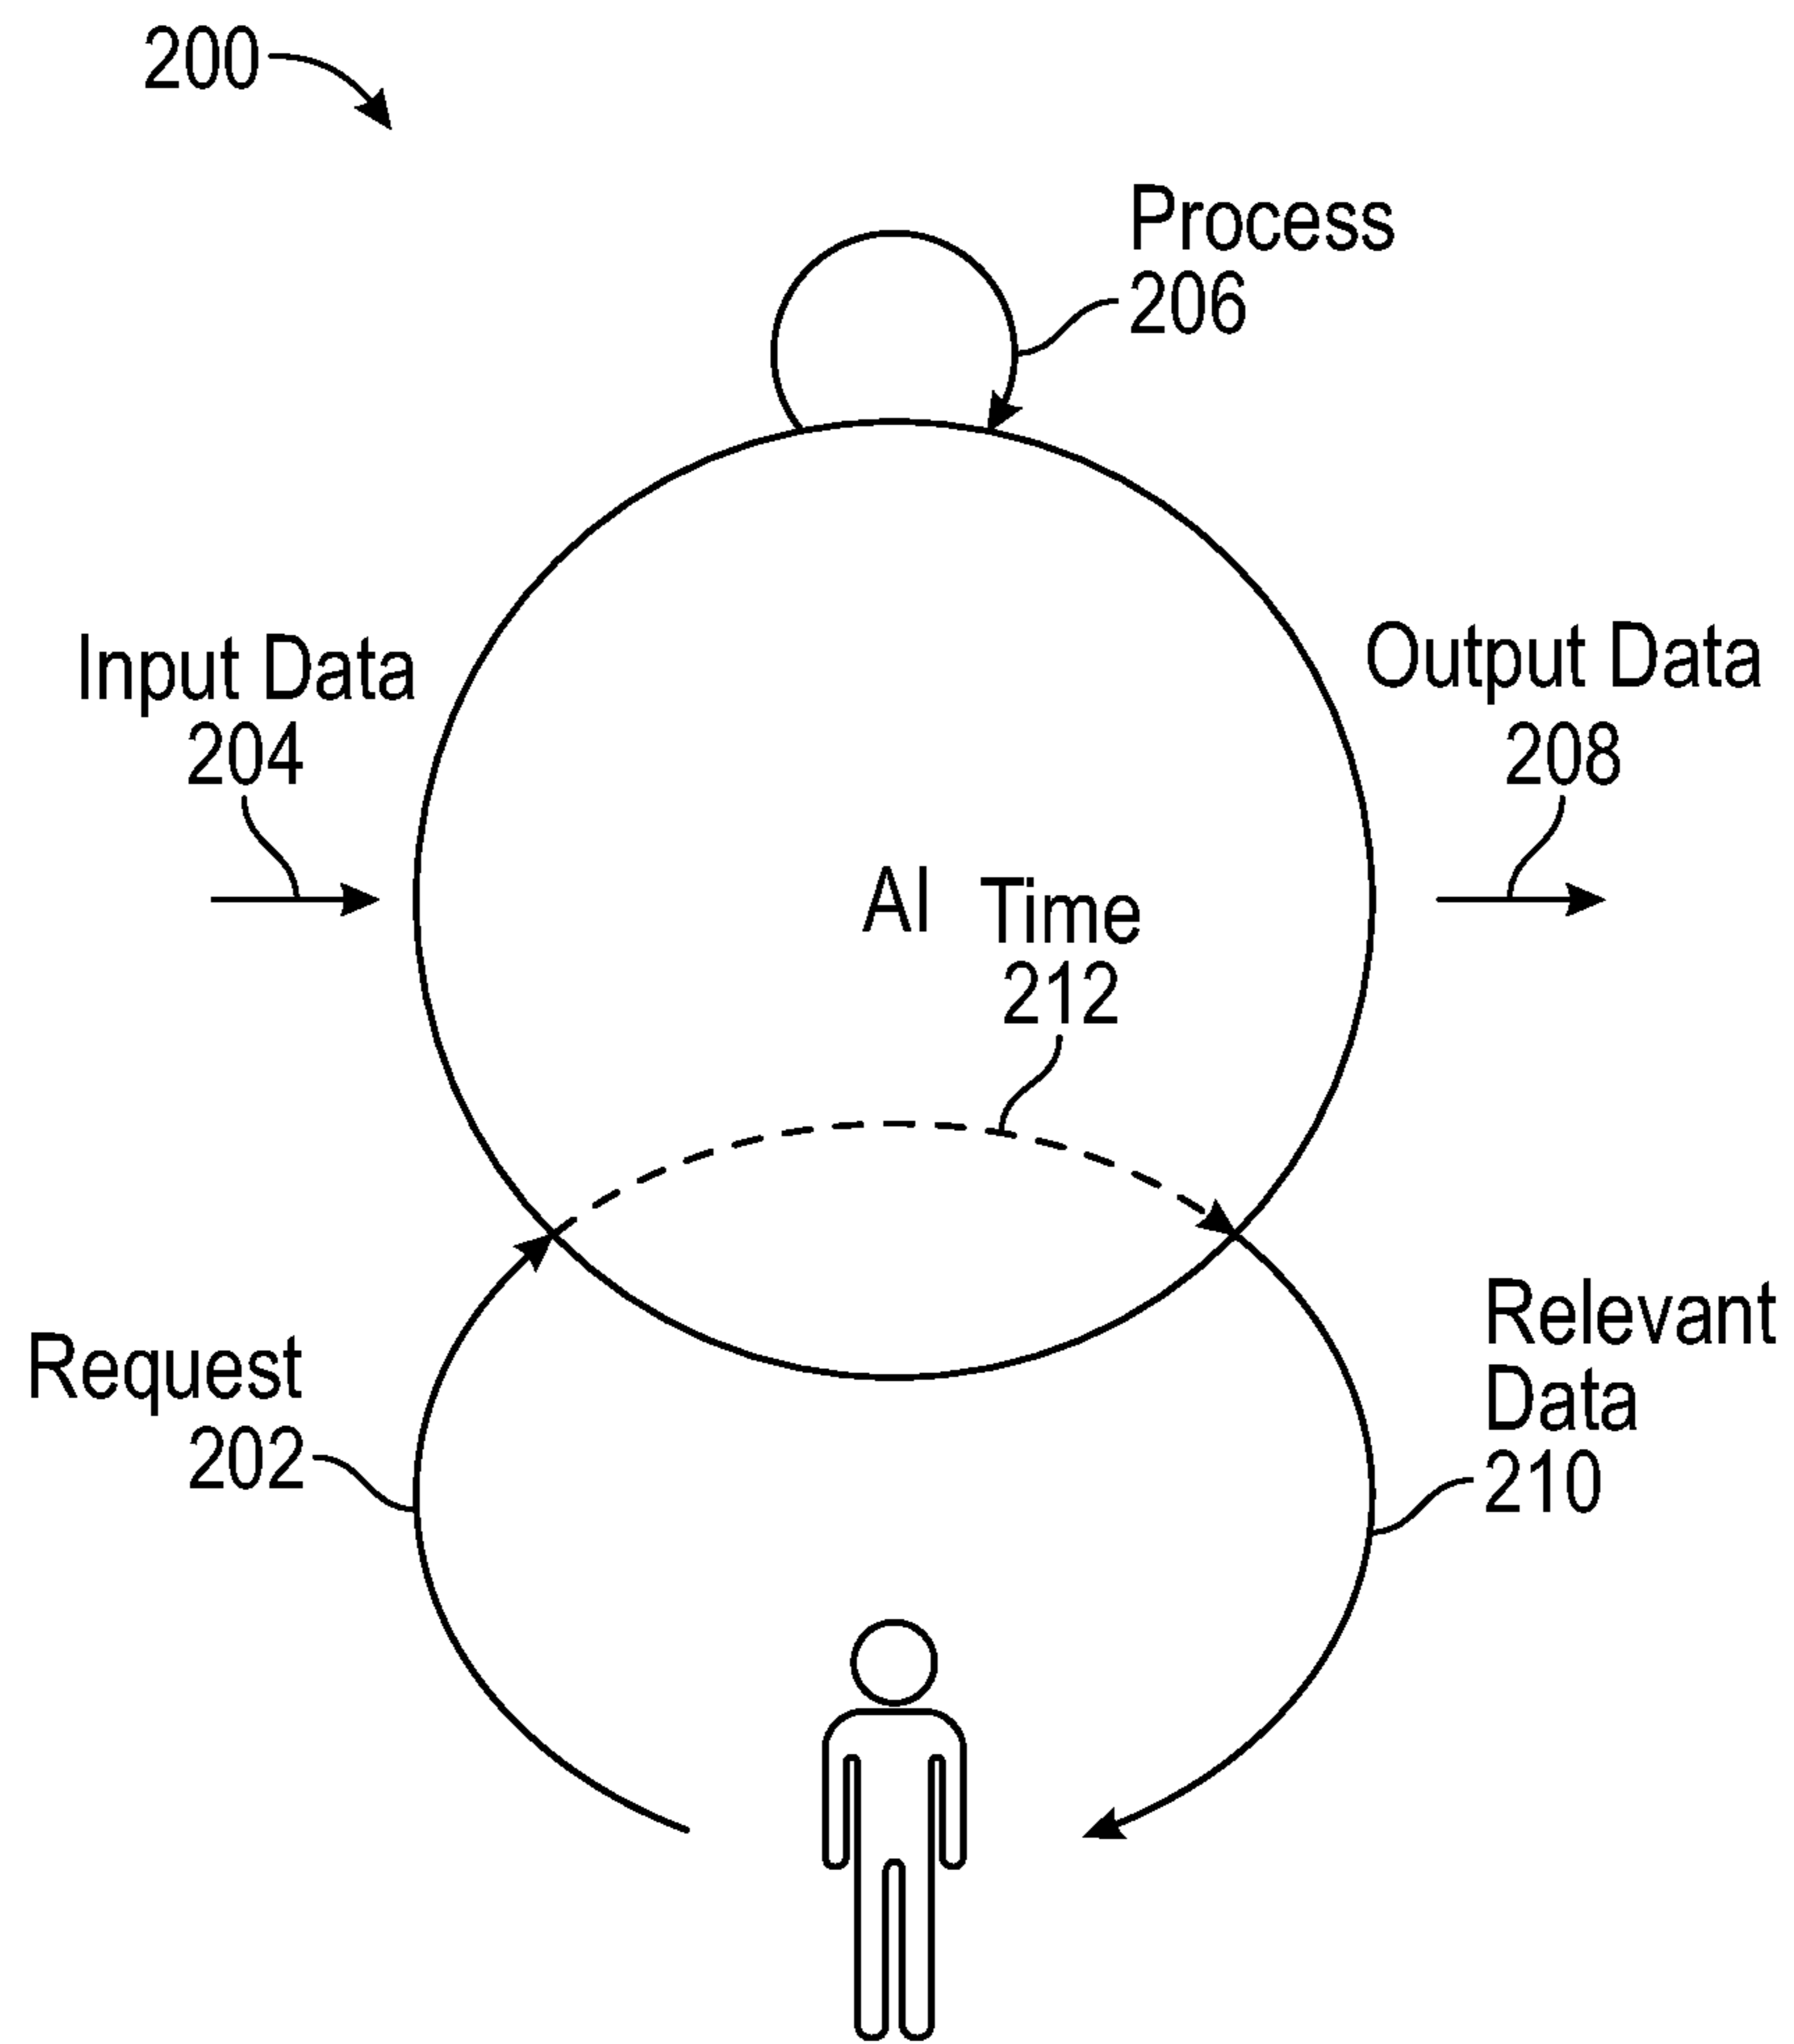 200
Process
206
Input Data
204
Output Data
208
AI
Time
212
Request
202
Relevant
Data
210